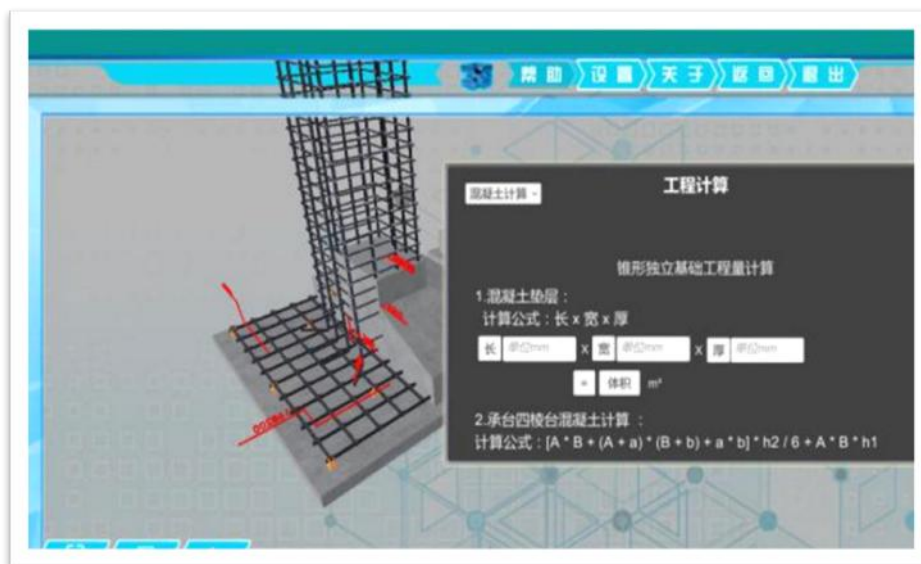 帮助 设置 关于 返回 退出
混凝土计算
工程计算
锥形独立基础工程量计算
1.混凝土垫层：
计算公式：长 x 宽 x 厚
长 单位mm x 宽 单位mm x 厚 单位mm
= 体积 m³
2.承台四棱台混凝土计算 ：
计算公式：[A * B + (A + a) * (B + b) + a * b] * h2 / 6 + A * B * h1